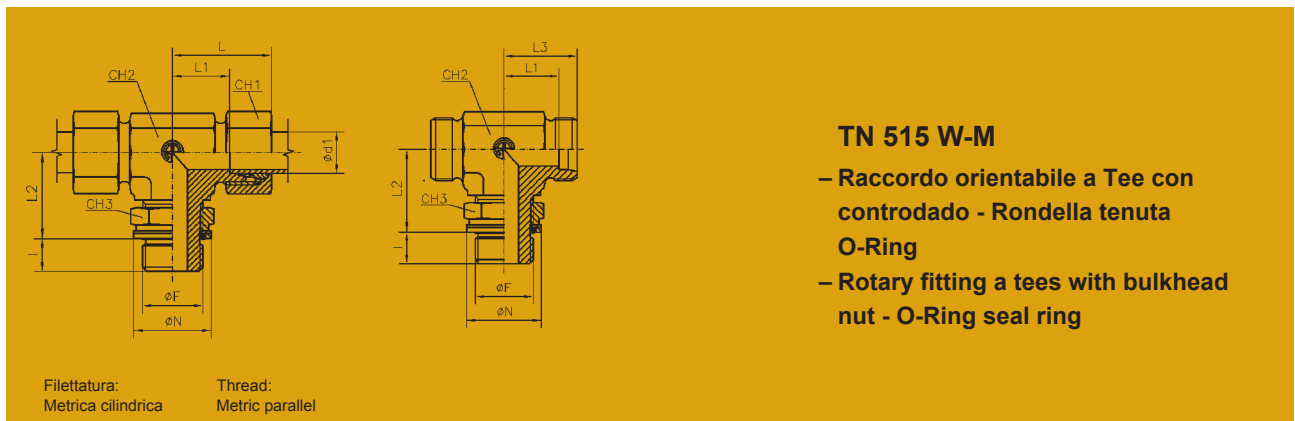 L
L1
CH2
CH1
ød1
L2
CH3
I
øF
øN
L3
L1
CH2
L2
CH3
I
øF
øN
TN 515 W-M
– Raccordo orientabile a Tee con
controdado - Rondella tenuta
O-Ring
– Rotary fitting a tees with bulkhead
nut - O-Ring seal ring
Filettatura:
Metrica cilindrica
Thread:
Metric parallel